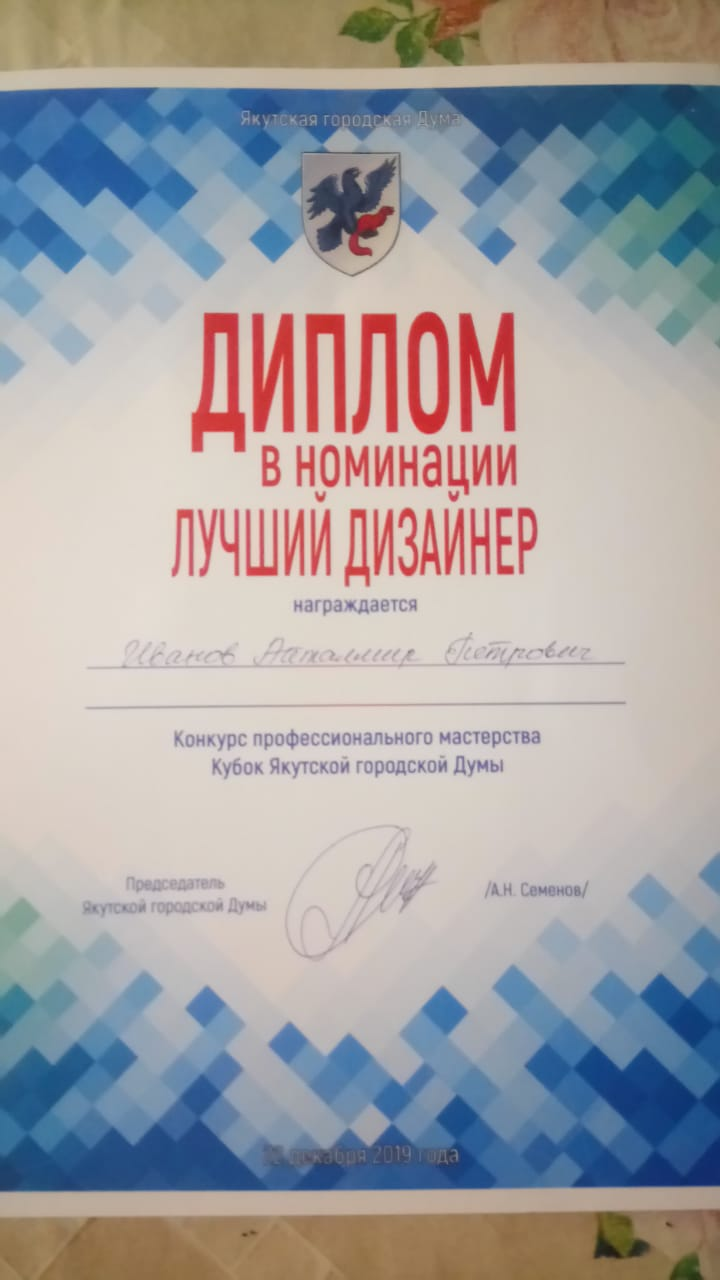 Якутская городская Дума
ДИПЛОМ
в номинации
ЛУЧШИЙ ДИЗАЙНЕР
награждается
Иванов Айталмир Петрович
Конкурс профессионального мастерства
Кубок Якутской городской Думы
Председатель
Якутской городской Думы
/А.Н. Семенов/
декабря 2019 года